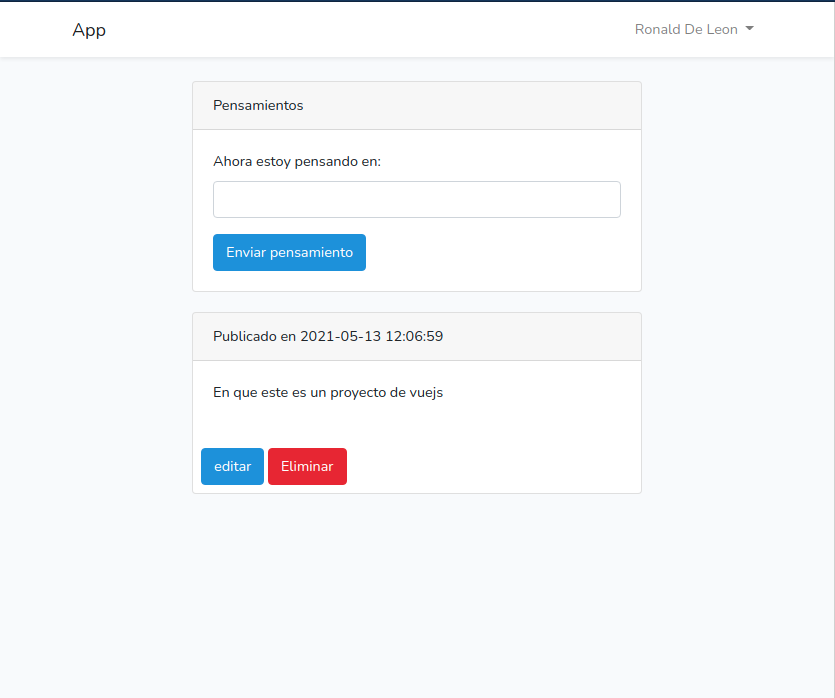 App
Ronald De Leon
Pensamientos
Ahora estoy pensando en:
Enviar pensamiento
Publicado en 2021-05-13 12:06:59
En que este es un proyecto de vuejs
editar
Eliminar